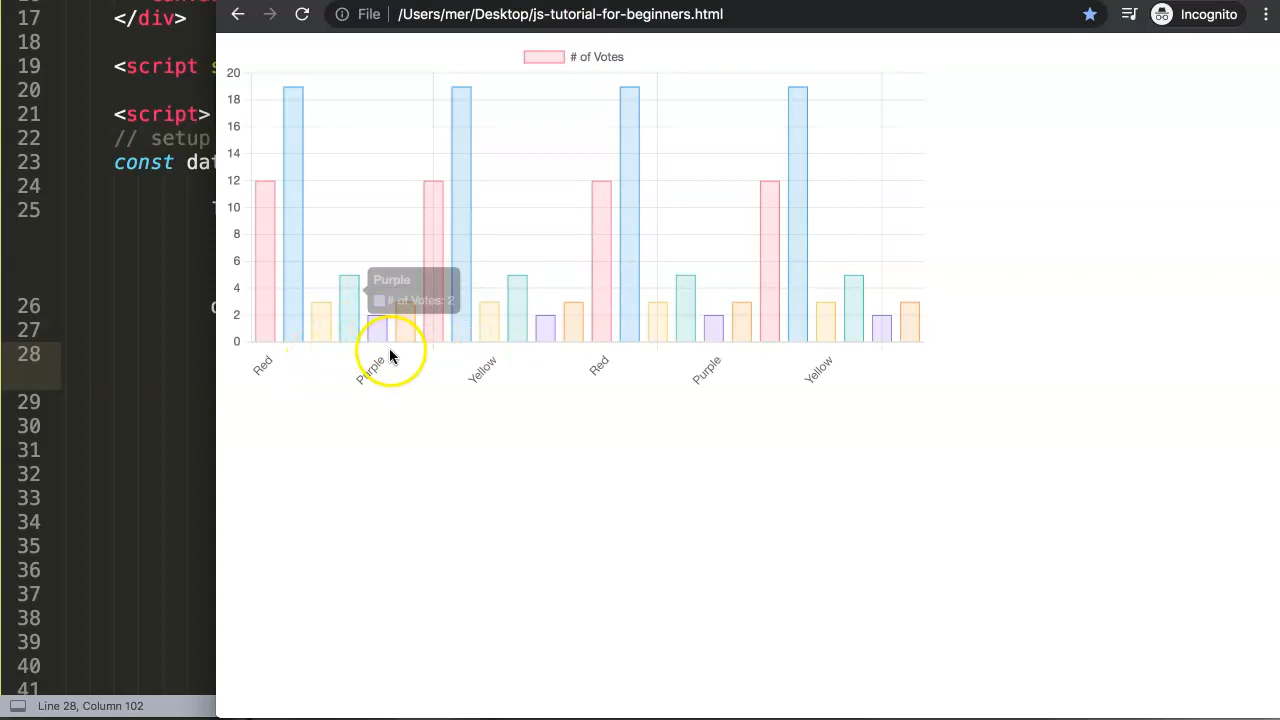 </div>
<script s
<script>
// setup
const dat
17
18
19
20
21
22
23
24
25
26
27
28
29
30
31
32
33
34
35
36
37
38
39
40
41
Line 28, Column 102
File
/Users/mer/Desktop/js-tutorial-for-beginners.html
Incognito
# of Votes
20
18
16
14
12
10
8
6
4
2
0
Purple
# of Votes: 2
Red
Purple
Yellow
Red
Purple
Yellow